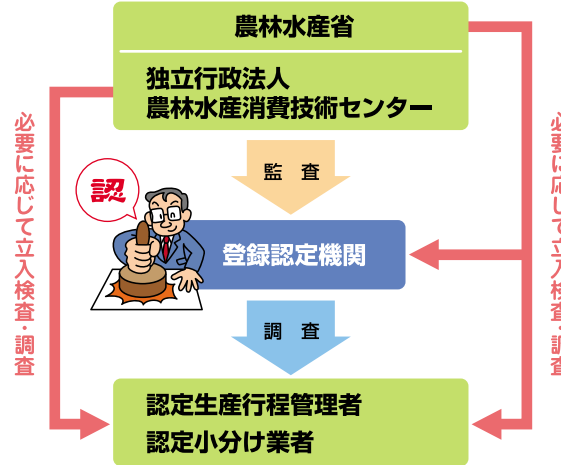 農林水産省
独立行政法人
農林水産消費技術センター
監 査
認
登録認定機関
調 査
認定生産行程管理者
認定小分け業者
必要に応じて立入検査・調査
必要に応じて立入検査・調査